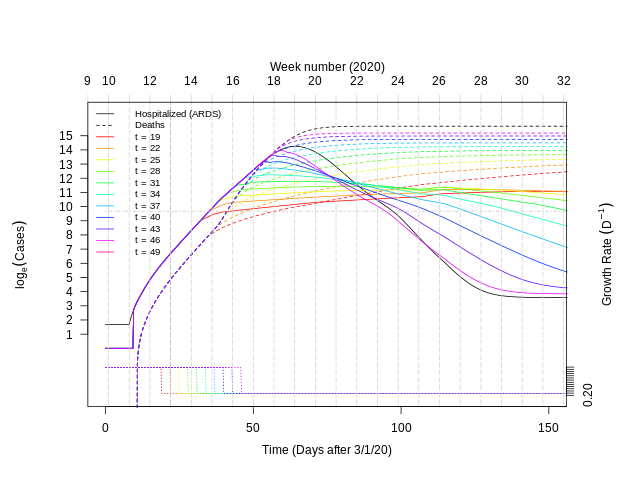 Week number (2020)
9 10 12 14 16 18 20 22 24 26 28 30 32
Hospitalized (ARDS)
Deaths
t = 19
t = 22
t = 25
t = 28
t = 31
t = 34
t = 37
t = 40
t = 43
t = 46
t = 49
15
14
13
12
11
10
9
8
7
6
5
4
3
2
1
loge(Cases)
Growth Rate (D−1)
0.20
0 50 100 150
Time (Days after 3/1/20)